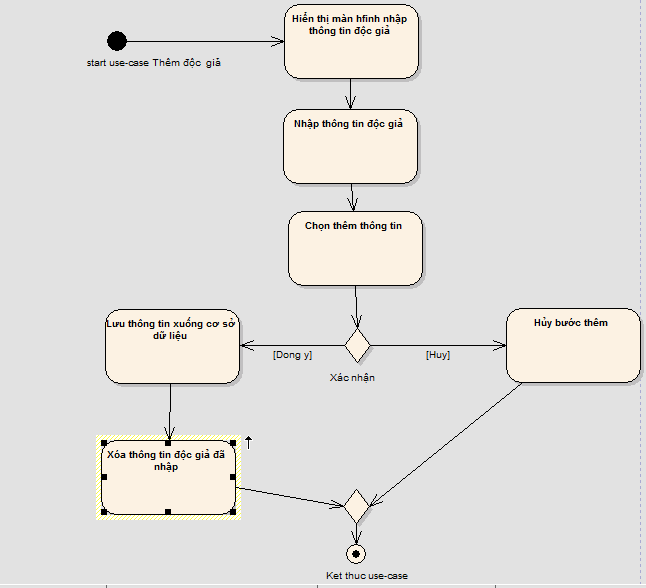 Hiển thị màn hfình nhập
thông tin độc giả
start use-case Thêm độc giả
Nhập thông tin độc giả
Chọn thêm thông tin
Lưu thông tin xuống cơ sở
dữ liệu
Hủy bước thêm
[Dong y]
[Huy]
Xác nhận
Xóa thông tin độc giả đã
nhập
Ket thuc use-case